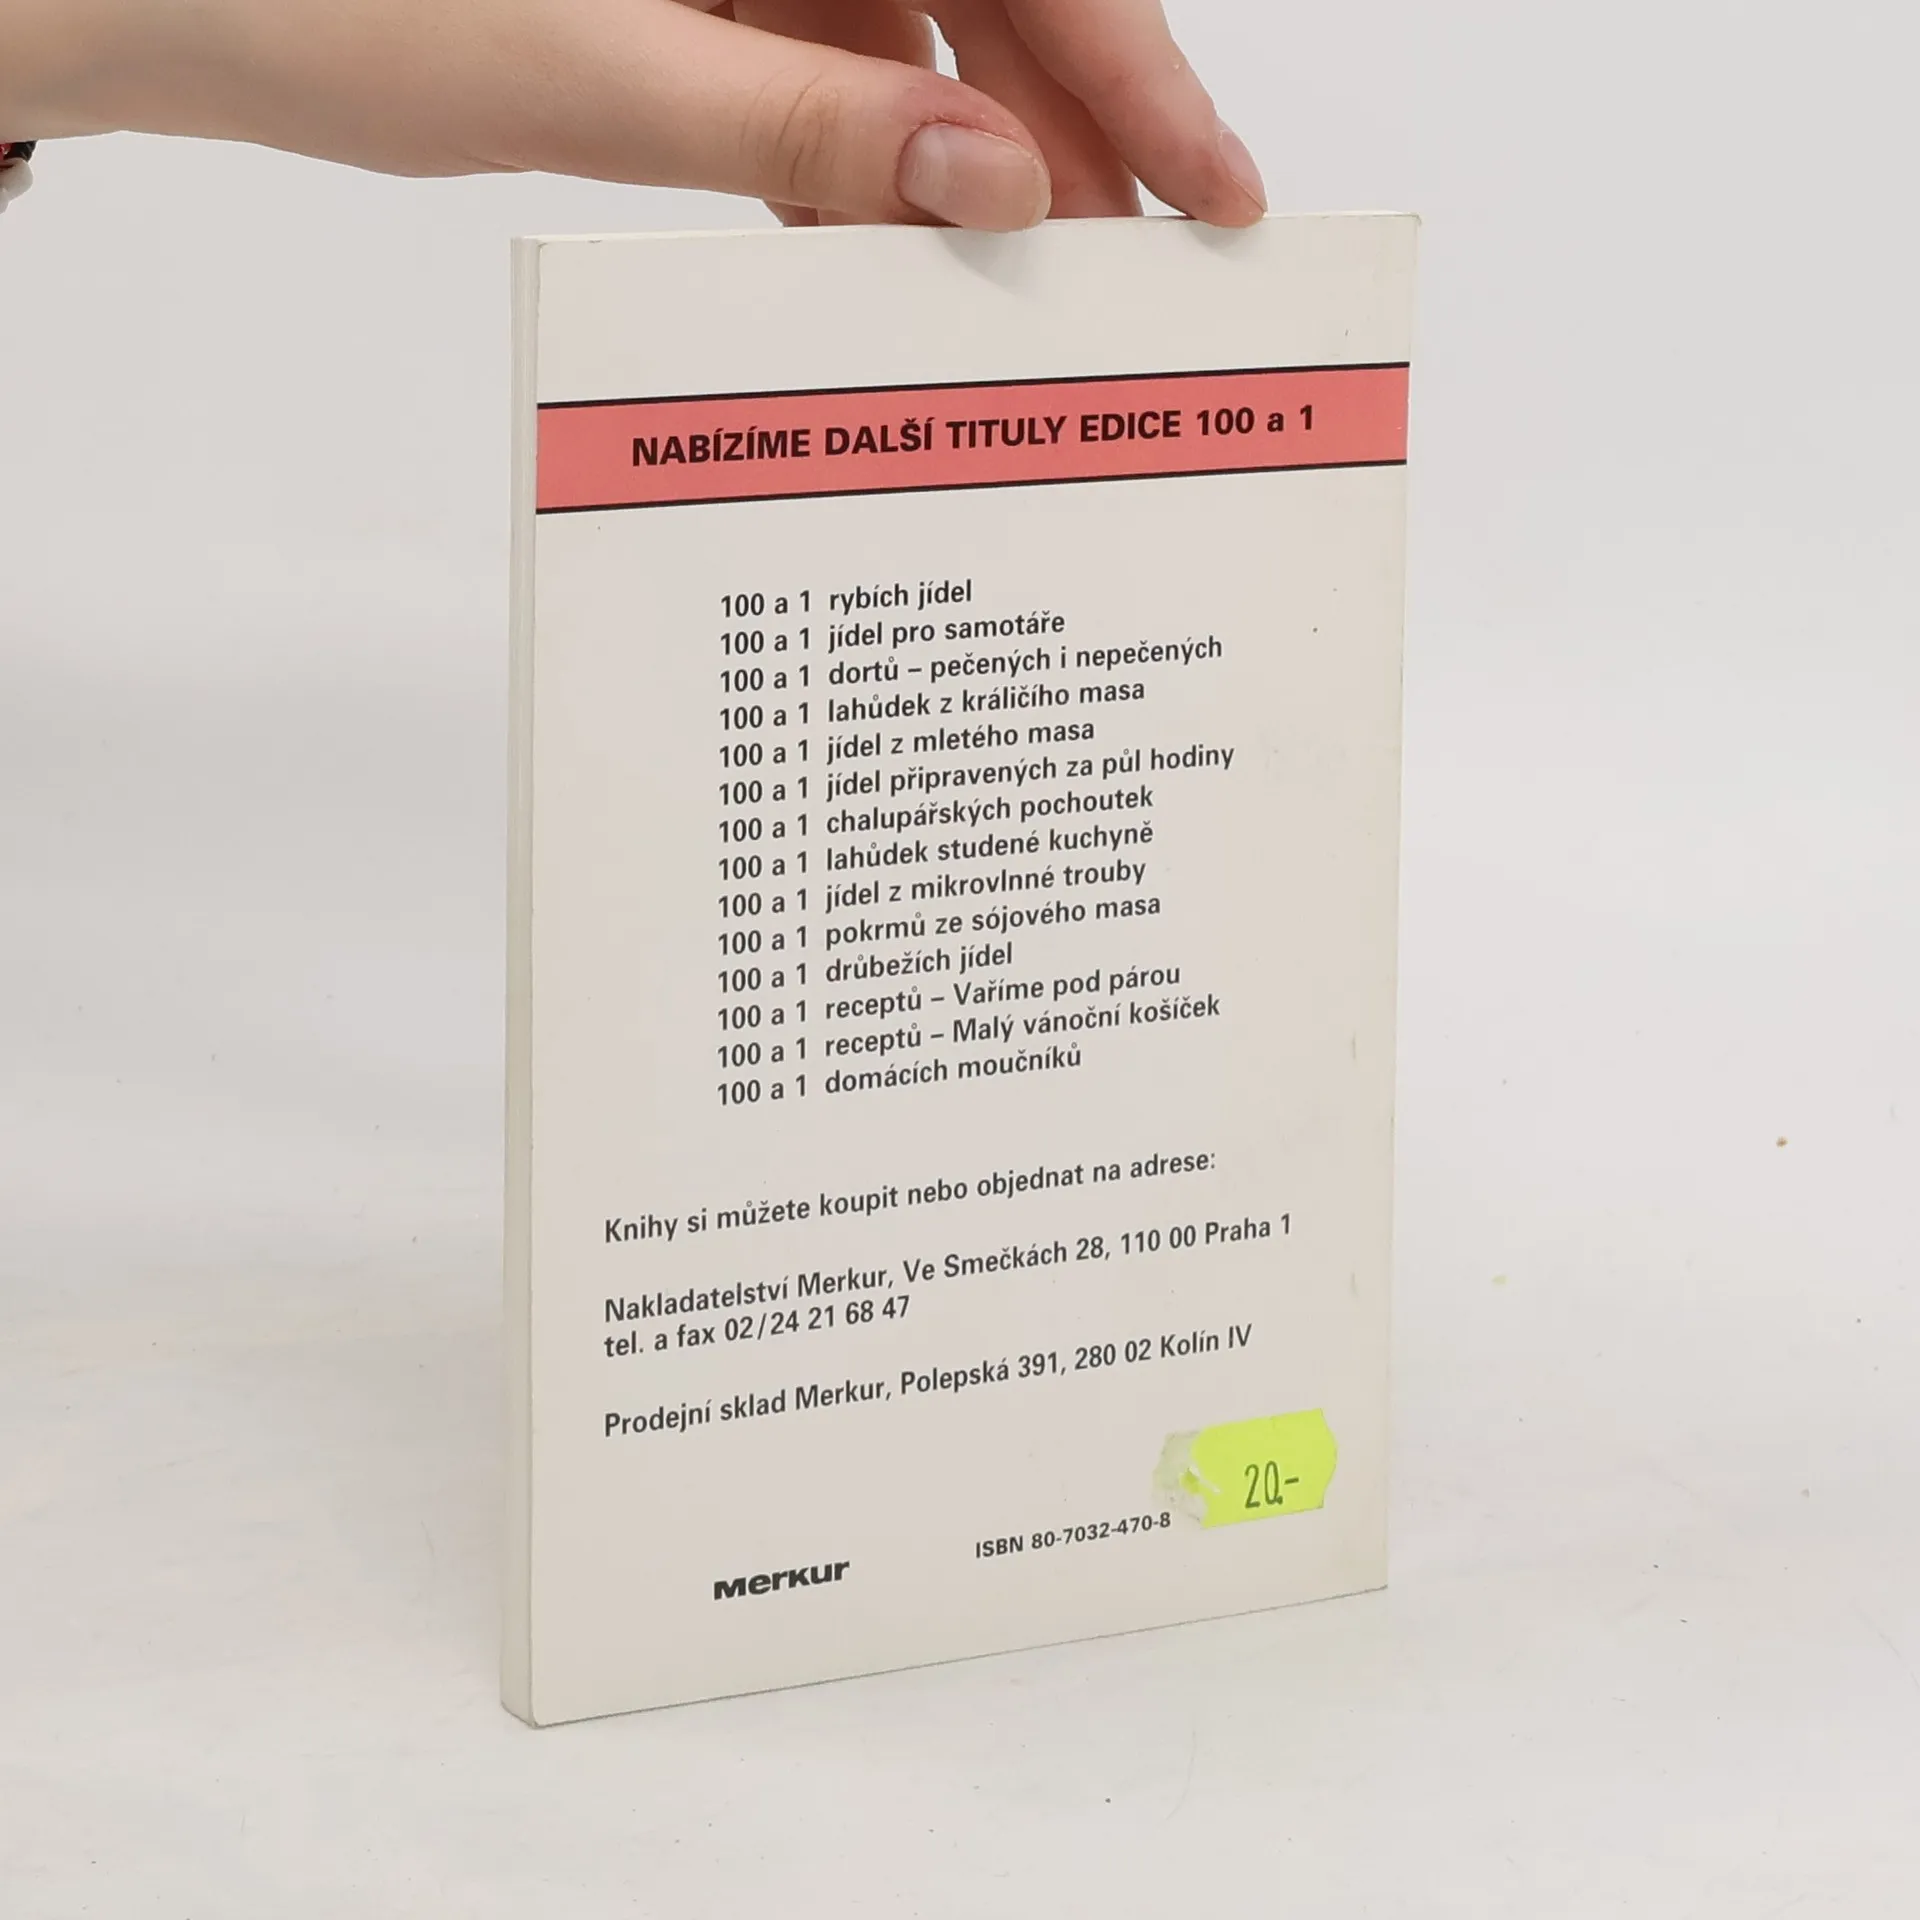 NABÍZÍME DALŠÍ TITULY EDICE 100 a 1
100 a 1 rybích jídel
100 a 1 jídel pro samotáře
100 a 1 dortů – pečených i nepečených
100 a 1 lahůdek z králičího masa
100 a 1 jídel z mletého masa
100 a 1 jídel připravených za půl hodiny
100 a 1 chalupářských pochoutek
100 a 1 lahůdek studené kuchyně
100 a 1 jídel z mikrovlnné trouby
100 a 1 pokrmů ze sójového masa
100 a 1 drůbežích jídel
100 a 1 receptů – Vaříme pod párou
100 a 1 receptů – Malý vánoční košíček
100 a 1 domácích moučníků
Knihy si můžete koupit nebo objednat na adrese:
Nakladatelství Merkur, Ve Smečkách 28, 110 00 Praha 1
tel. a fax 02/24 21 68 47
Prodejní sklad Merkur, Polepská 391, 280 02 Kolín IV
20.-
ISBN 80-7032-470-8
merkur